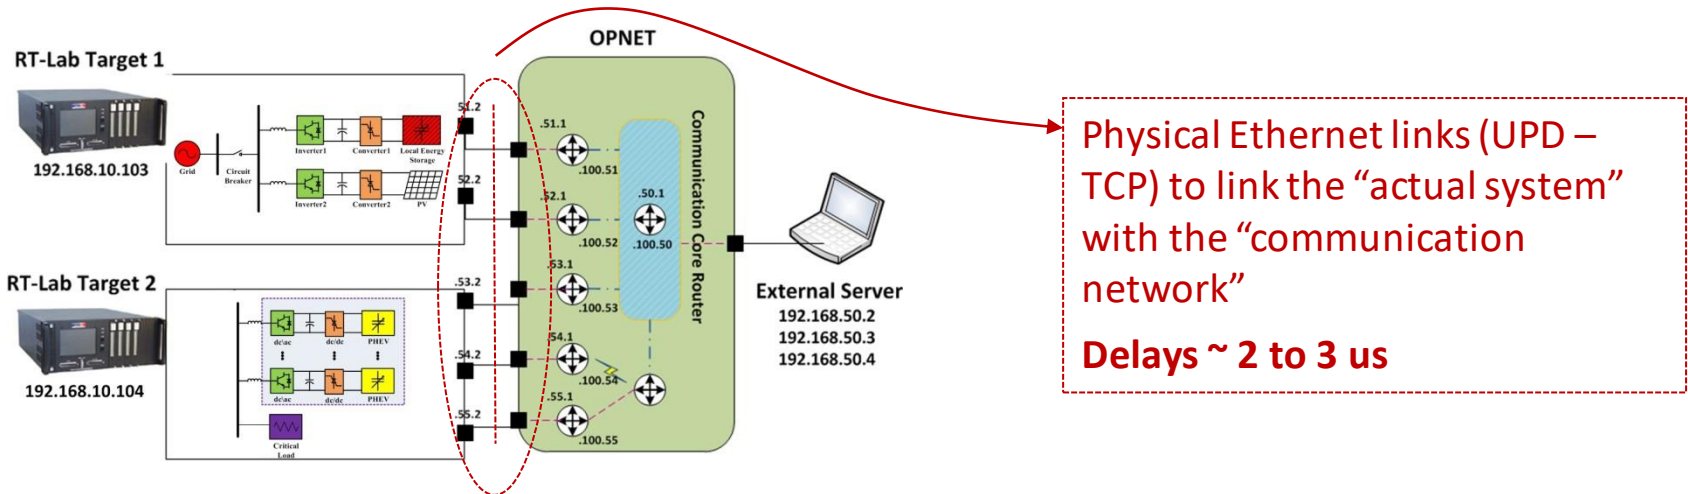 OPNET
RT-Lab Target 1
192.168.10.103
Grid
Circuit
Breaker
Inverter1
Converter1
Local Energy
Storage
Inverter2
Converter2
PV
.51.2
.52.2
RT-Lab Target 2
192.168.10.104
dc\ac
dc/dc
PHEV
dc\ac
dc/dc
PHEV
Critical
Load
.53.2
.54.2
.55.2
.51.1
.100.51
.52.1
.100.52
.53.1
.100.53
.54.1
.100.54
.55.1
.100.55
.50.1
.100.50
Communication Core Router
External Server
192.168.50.2
192.168.50.3
192.168.50.4
Physical Ethernet links (UPD –
TCP) to link the “actual system”
with the “communication
network”
Delays ~ 2 to 3 us